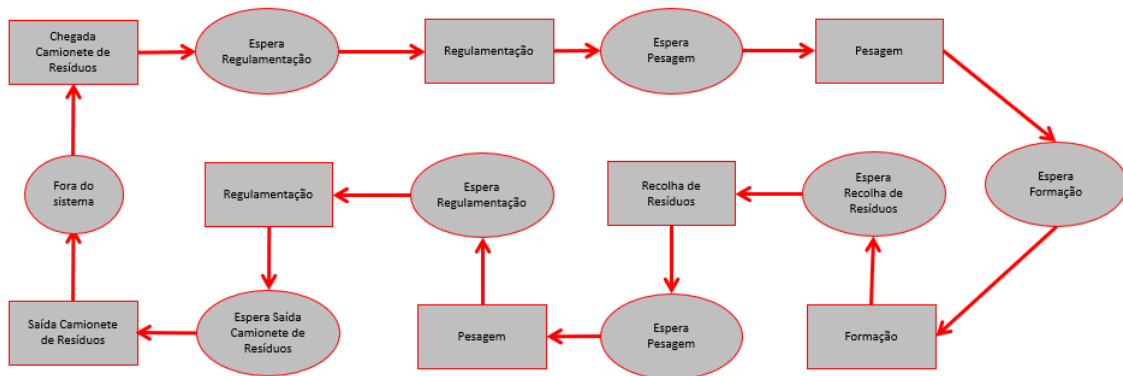 Chegada
Camionete de
Resíduos
Espera
Regulamentação
Regulamentação
Espera
Pesagem
Pesagem
Espera
Formação
Formação
Espera
Recolha de
Resíduos
Recolha de
Resíduos
Espera
Pesagem
Pesagem
Espera
Regulamentação
Regulamentação
Espera Saída
Camionete de
Resíduos
Saída Camionete
de Resíduos
Fora do
sistema